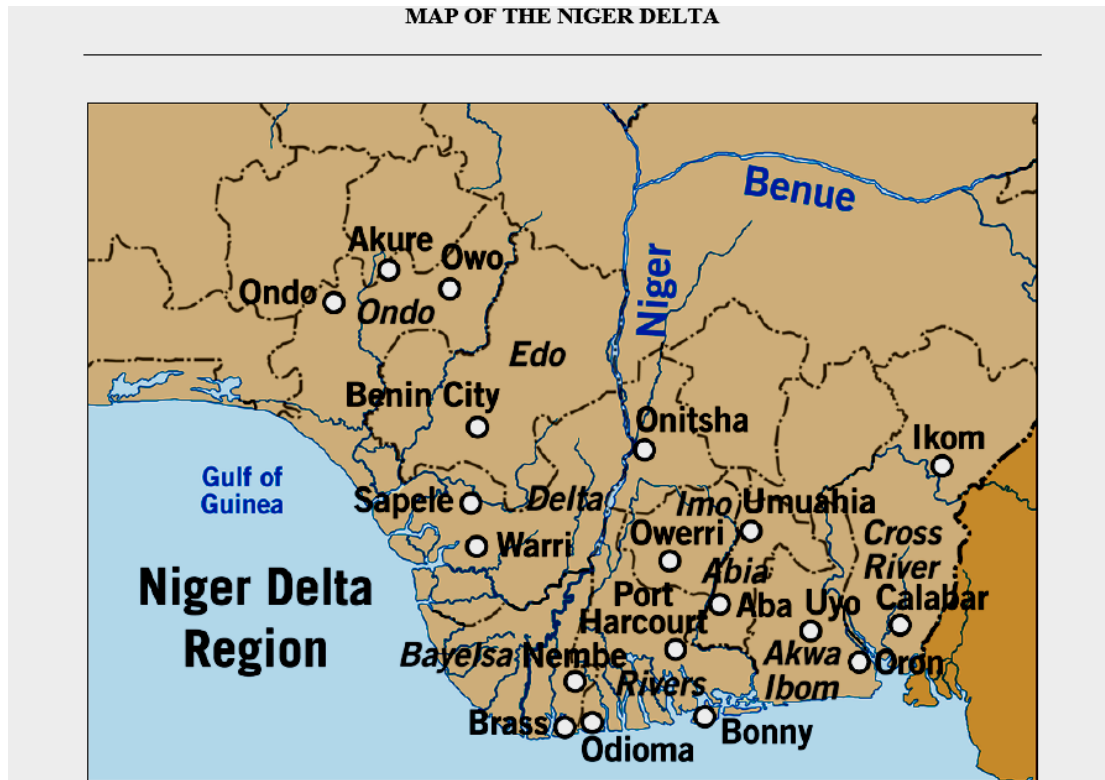 MAP OF THE NIGER DELTA
Benue
Akure
Owo
Niger
Ondo
Ondo
Edo
Benin City
Onitsha
Ikom
Gulf of
Guinea
Sapele
Delta
Imo
Umuahia
Warri
Owerri
Cross
River
Niger Delta
Region
Abia
Port
Harcourt
Aba
Uyo
Calabar
Bayelsa
Nembe
Rivers
Akwa
Ibom
Oron
Brass
Odioma
Bonny